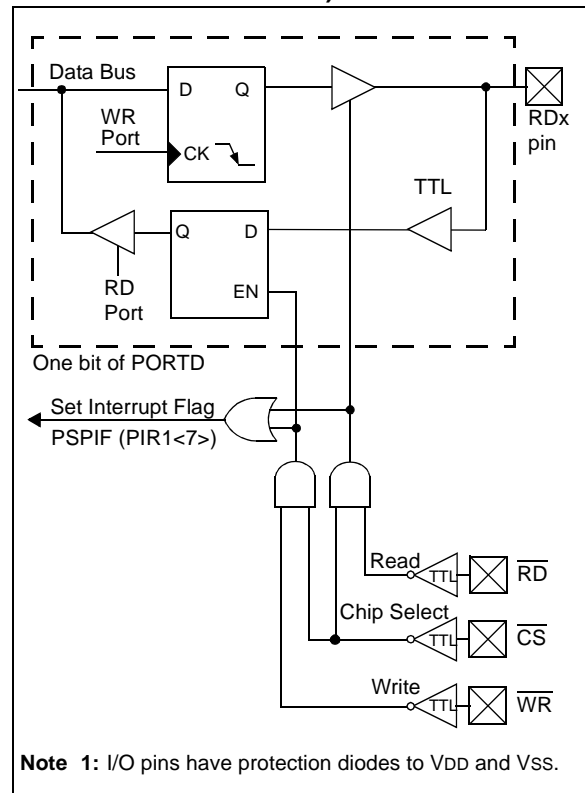 Data Bus
D Q
WR
Port
CK
RDx
pin
TTL
Q D
RD
Port
EN
One bit of PORTD
Set Interrupt Flag
PSPIF (PIR1<7>)
Read
TTL
RD
Chip Select
TTL
CS
Write
TTL
WR
Note 1: I/O pins have protection diodes to VDD and VSS.